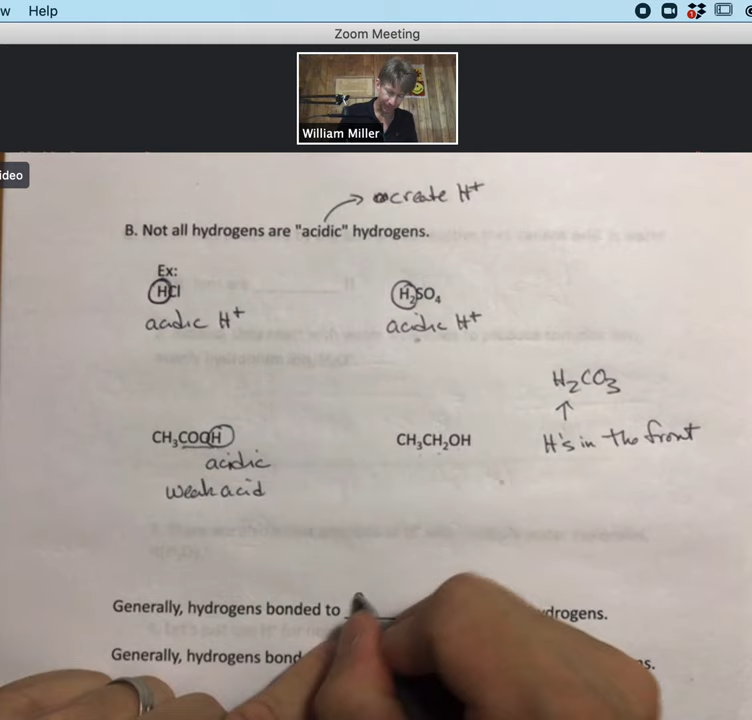 w Help
Zoom Meeting
William Miller
ideo
create H⁺
B. Not all hydrogens are "acidic" hydrogens.
Ex:
HCl
H₂SO₄
acidic H⁺
acidic H⁺
H₂CO₃
↑
CH₃COOH
CH₃CH₂OH
H's in the front
acidic
weak acid
Generally, hydrogens bonded to
drogens.
Generally, hydrogens bond
s.